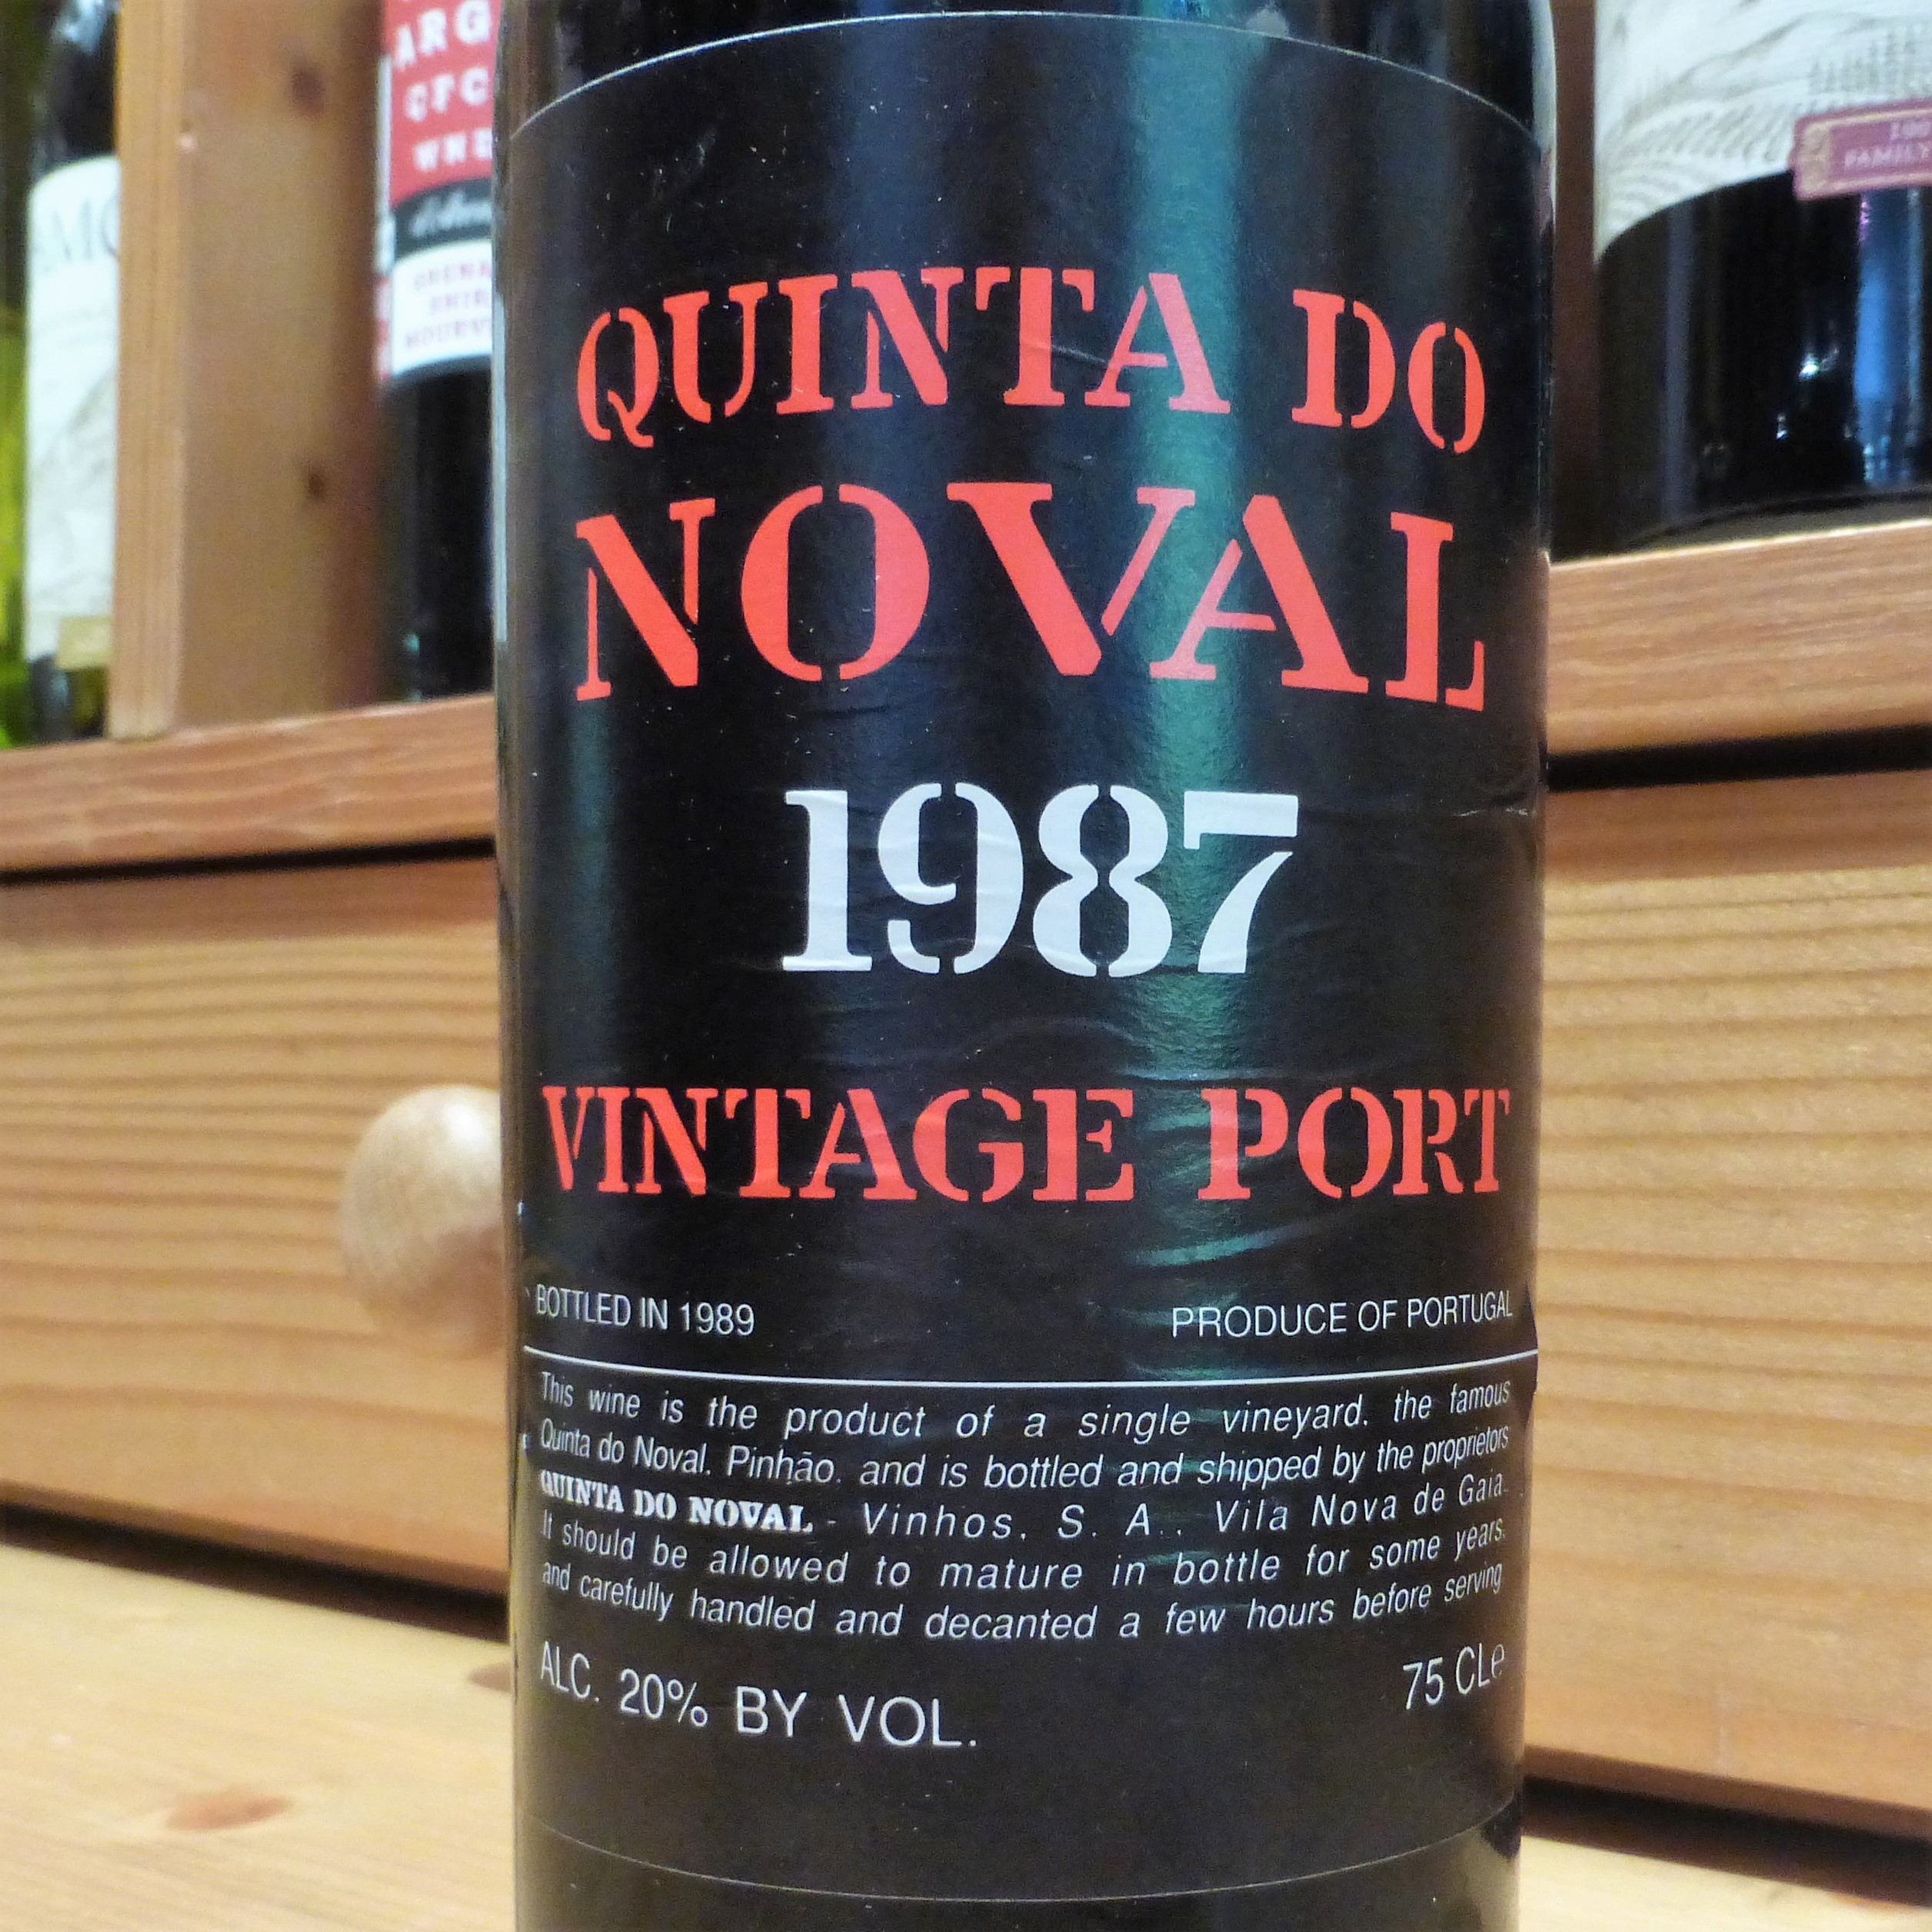 ARG
QUINTA DO
NOVAL
1987
VINTAGE PORT
BOTTLED IN 1989 PRODUCE OF PORTUGAL
This wine is the product of a single vineyard, the famous
Quinta do Noval, Pinhão, and is bottled and shipped by the proprietors
QUINTA DO NOVAL - Vinhos, S. A., Vila Nova de Gaia.
It should be allowed to mature in bottle for some years,
and carefully handled and decanted a few hours before serving
ALC. 20% BY VOL. 75 CLe
FAMILY